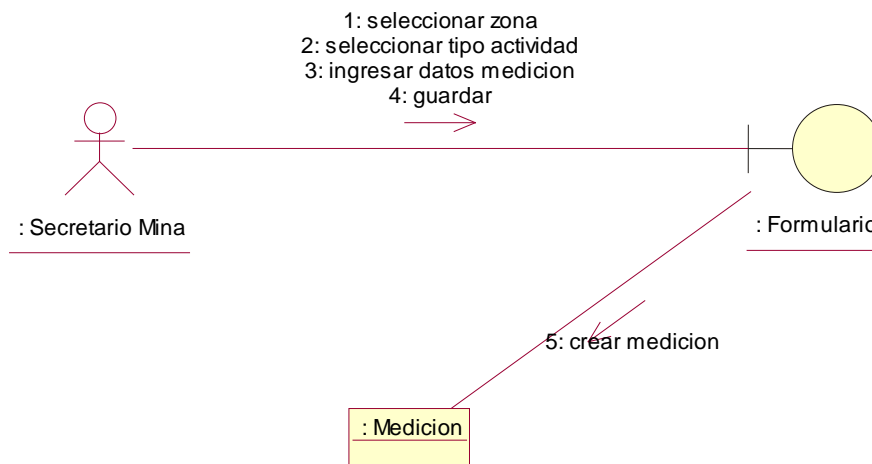 1: seleccionar zona
2: seleccionar tipo actividad
3: ingresar datos medicion
4: guardar
: Secretario Mina
: Formulario
5: crear medicion
: Medicion